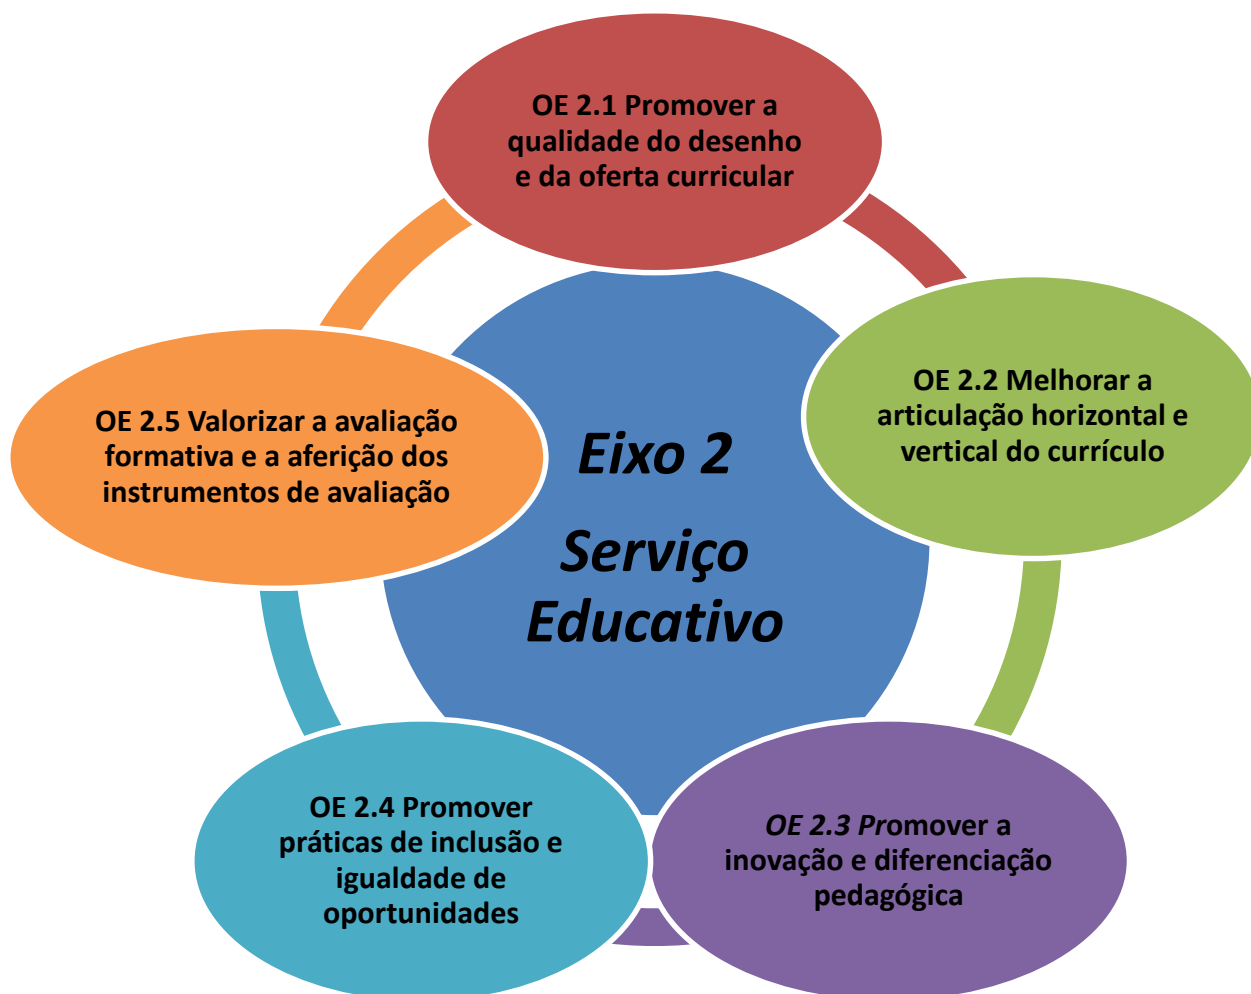 OE 2.1 Promover a
qualidade do desenho
e da oferta curricular
OE 2.2 Melhorar a
articulação horizontal e
vertical do currículo
OE 2.3 Promover a
inovação e diferenciação
pedagógica
OE 2.4 Promover
práticas de inclusão e
igualdade de
oportunidades
OE 2.5 Valorizar a avaliação
formativa e a aferição dos
instrumentos de avaliação
Eixo 2
Serviço
Educativo